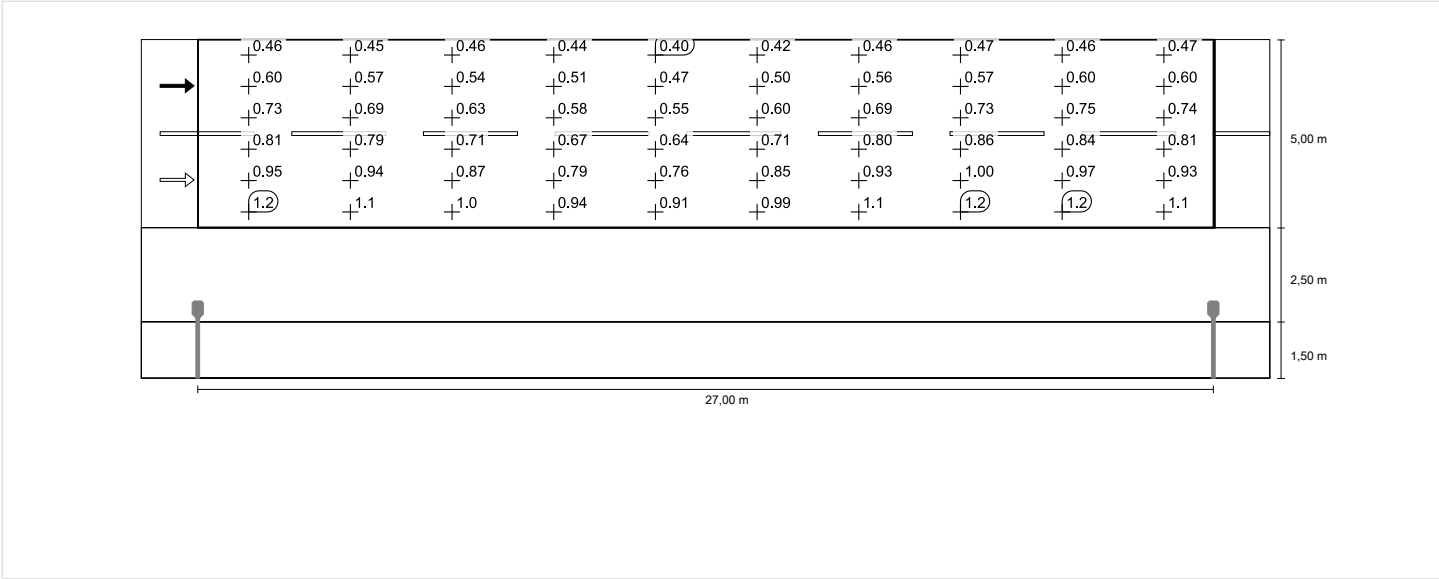 0.46 0.45 0.46 0.44 0.40 0.42 0.46 0.47 0.46 0.47
0.60 0.57 0.54 0.51 0.47 0.50 0.56 0.57 0.60 0.60
0.73 0.69 0.63 0.58 0.55 0.60 0.69 0.73 0.75 0.74
0.81 0.79 0.71 0.67 0.64 0.71 0.80 0.86 0.84 0.81
5,00 m
0.95 0.94 0.87 0.79 0.76 0.85 0.93 1.00 0.97 0.93
1.2 1.1 1.0 0.94 0.91 0.99 1.1 1.2 1.2 1.1
2,50 m
1,50 m
27,00 m